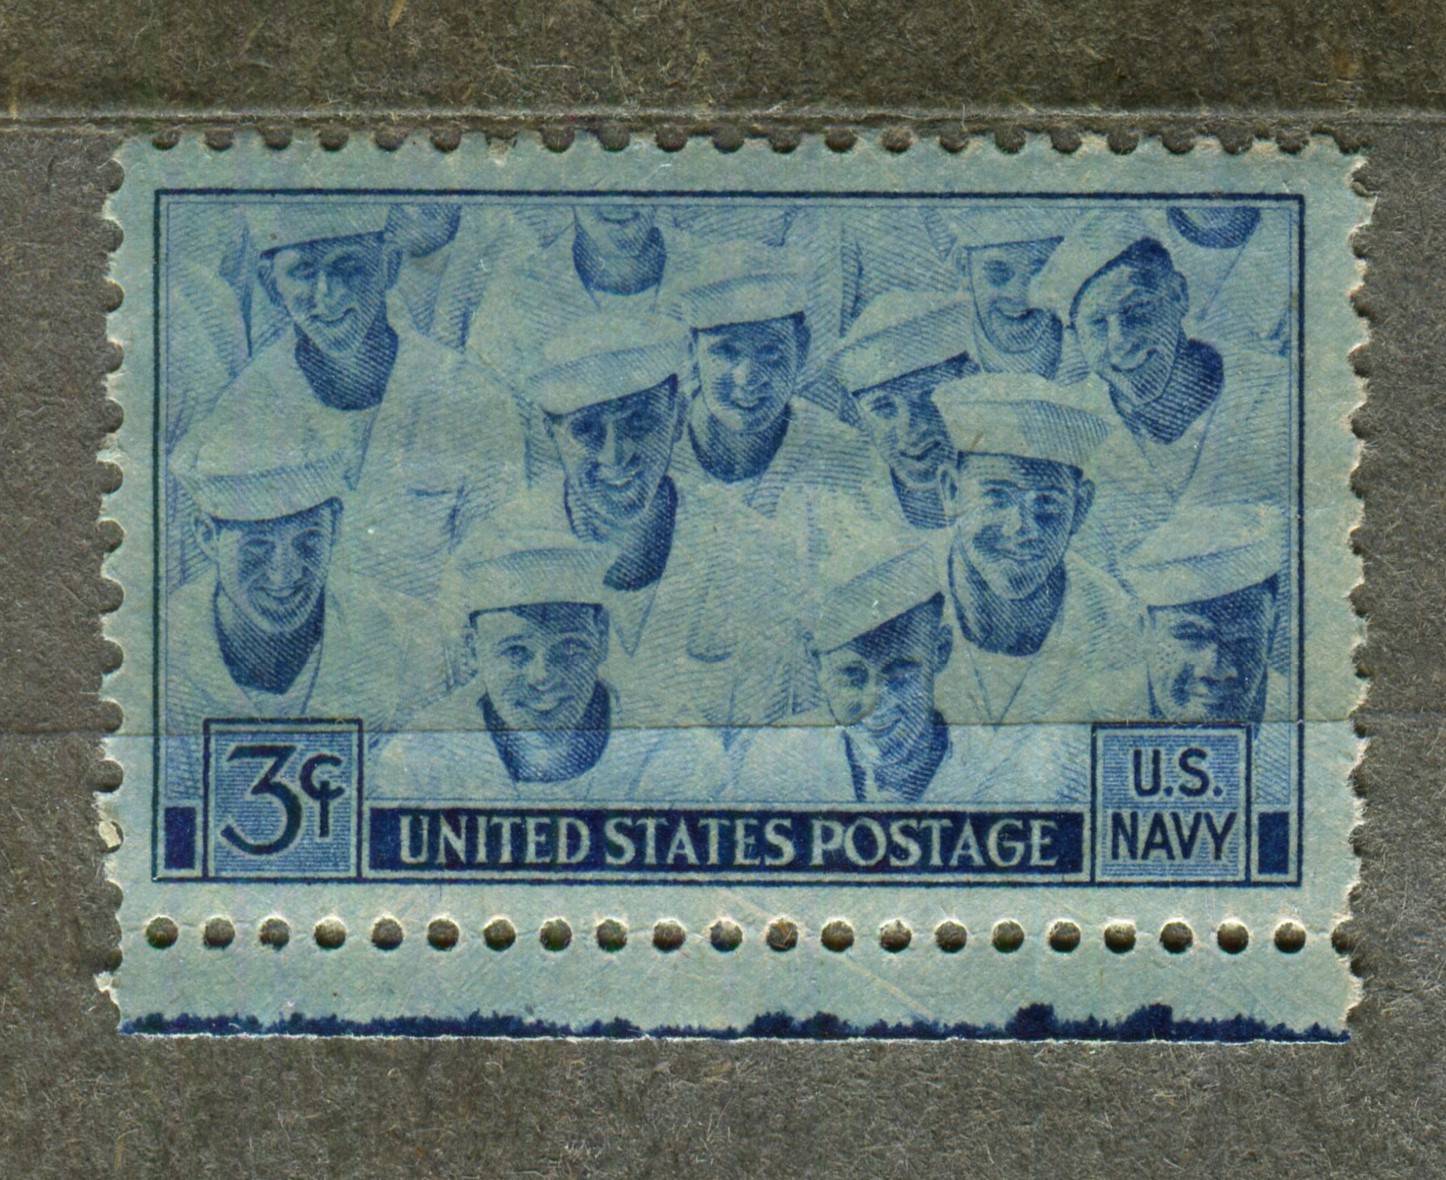 3¢
UNITED STATES POSTAGE
U.S.
NAVY